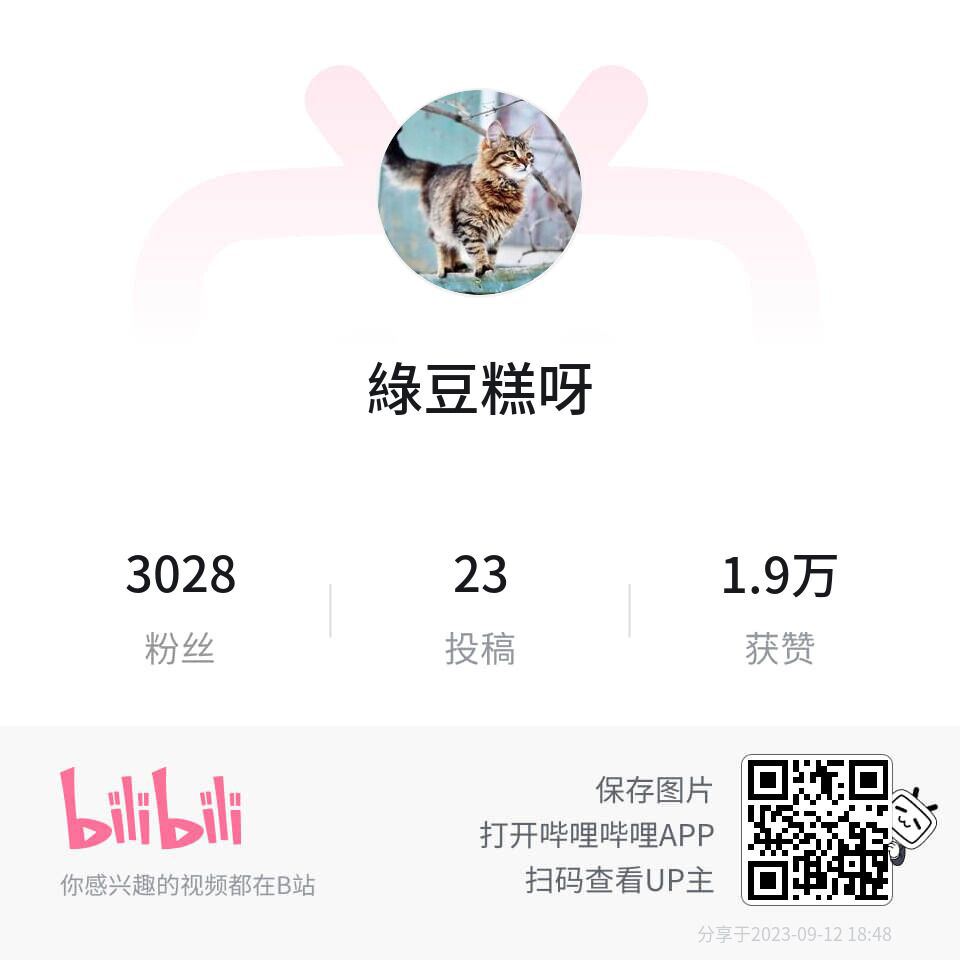 綠豆糕呀
3028
粉丝
23
投稿
1.9万
获赞
bilibili
你感兴趣的视频都在B站
保存图片
打开哔哩哔哩APP
扫码查看UP主
分享于2023-09-12 18:48